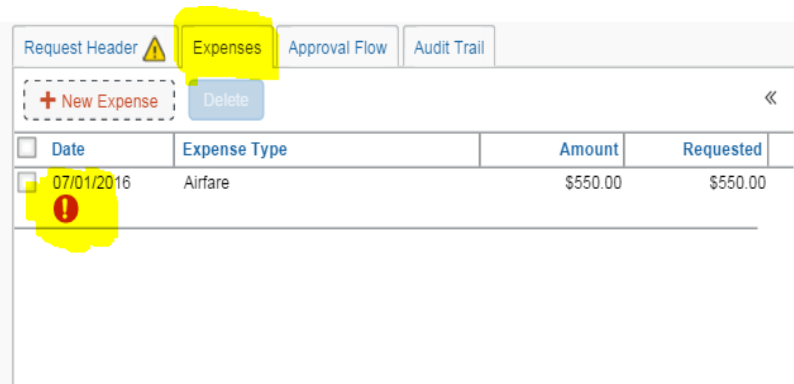 Request Header Expenses Approval Flow Audit Trail
+ New Expense Delete «
Date Expense Type Amount Requested
07/01/2016 Airfare $550.00 $550.00